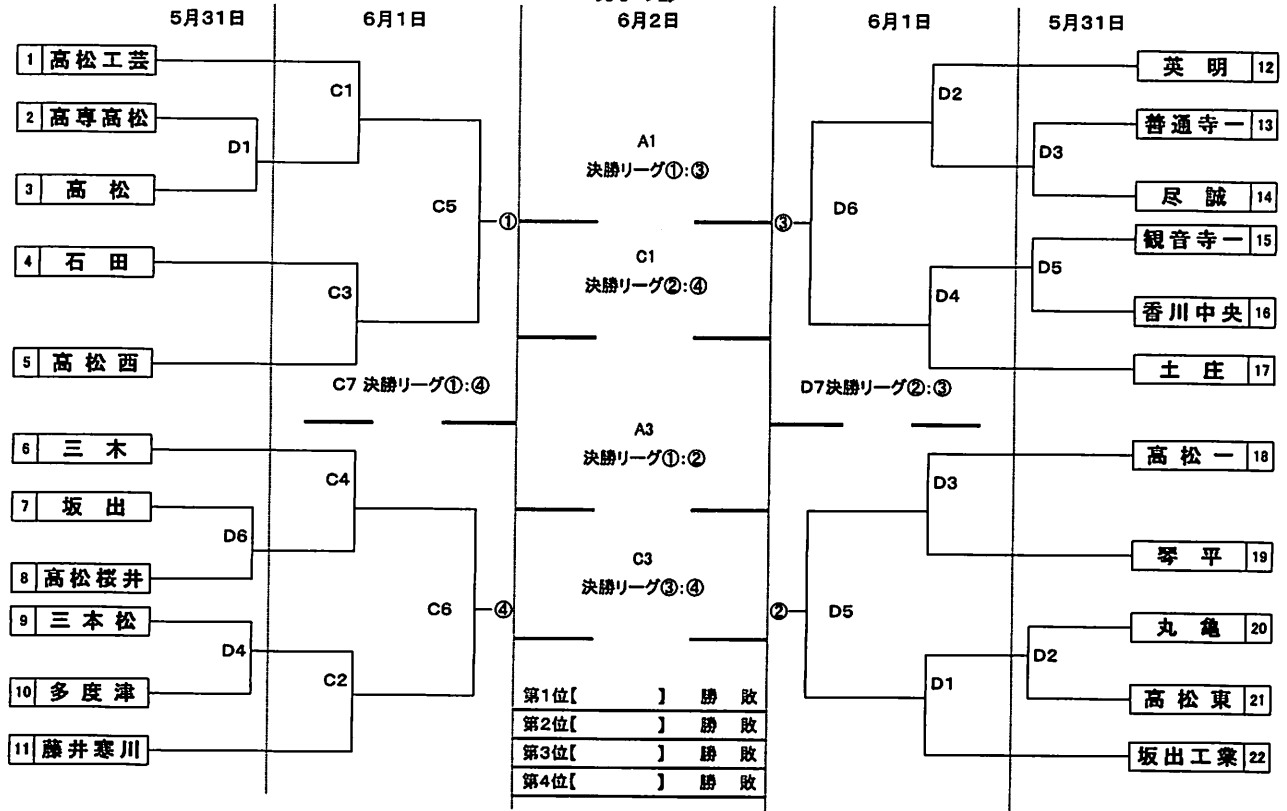 5月31日
6月1日
6月2日
6月1日
5月31日
1 高松工芸
2 高専高松
3 高松
4 石田
5 高松西
6 三木
7 坂出
8 高松桜井
9 三本松
10 多度津
11 藤井寒川
D1
D6
D4
C1
C3
C4
C2
C5
C6
①
④
C7 決勝リーグ①:④
A1
決勝リーグ①:③
C1
決勝リーグ②:④
A3
決勝リーグ①:②
C3
決勝リーグ③:④
第1位【 】 勝 敗
第2位【 】 勝 敗
第3位【 】 勝 敗
第4位【 】 勝 敗
③
②
D7決勝リーグ②:③
D6
D5
D2
D4
D3
D1
D3
D5
D2
英明 12
善通寺一 13
尽誠 14
観音寺一 15
香川中央 16
土庄 17
高松一 18
琴平 19
丸亀 20
高松東 21
坂出工業 22